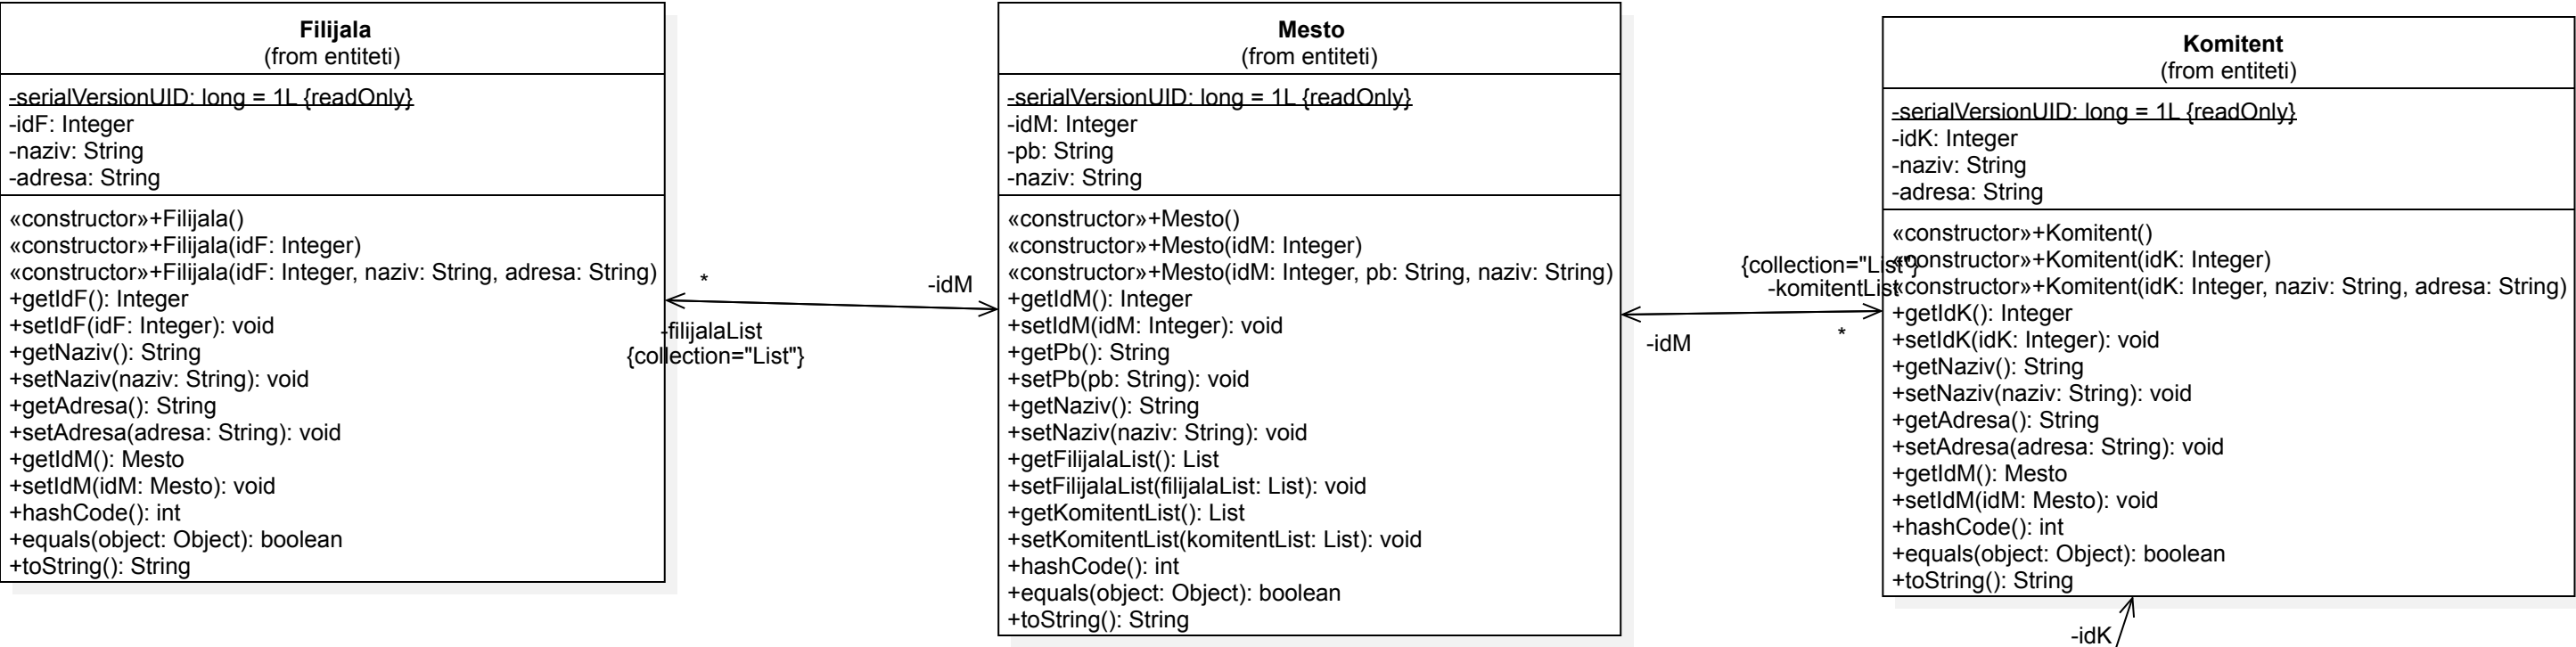 Filijala
(from entiteti)
-serialVersionUID: long = 1L {readOnly}
-idF: Integer
-naziv: String
-adresa: String
«constructor»+Filijala()
«constructor»+Filijala(idF: Integer)
«constructor»+Filijala(idF: Integer, naziv: String, adresa: String)
+getIdF(): Integer
+setIdF(idF: Integer): void
+getNaziv(): String
+setNaziv(naziv: String): void
+getAdresa(): String
+setAdresa(adresa: String): void
+getIdM(): Mesto
+setIdM(idM: Mesto): void
+hashCode(): int
+equals(object: Object): boolean
+toString(): String
*
-filijalaList
{collection="List"}
-idM
Mesto
(from entiteti)
-serialVersionUID: long = 1L {readOnly}
-idM: Integer
-pb: String
-naziv: String
«constructor»+Mesto()
«constructor»+Mesto(idM: Integer)
«constructor»+Mesto(idM: Integer, pb: String, naziv: String)
+getIdM(): Integer
+setIdM(idM: Integer): void
+getPb(): String
+setPb(pb: String): void
+getNaziv(): String
+setNaziv(naziv: String): void
+getFilijalaList(): List
+setFilijalaList(filijalaList: List): void
+getKomitentList(): List
+setKomitentList(komitentList: List): void
+hashCode(): int
+equals(object: Object): boolean
+toString(): String
-idM
{collection="List"}
-komitentList
*
Komitent
(from entiteti)
-serialVersionUID: long = 1L {readOnly}
-idK: Integer
-naziv: String
-adresa: String
«constructor»+Komitent()
«constructor»+Komitent(idK: Integer)
«constructor»+Komitent(idK: Integer, naziv: String, adresa: String)
+getIdK(): Integer
+setIdK(idK: Integer): void
+getNaziv(): String
+setNaziv(naziv: String): void
+getAdresa(): String
+setAdresa(adresa: String): void
+getIdM(): Mesto
+setIdM(idM: Mesto): void
+hashCode(): int
+equals(object: Object): boolean
+toString(): String
-idK